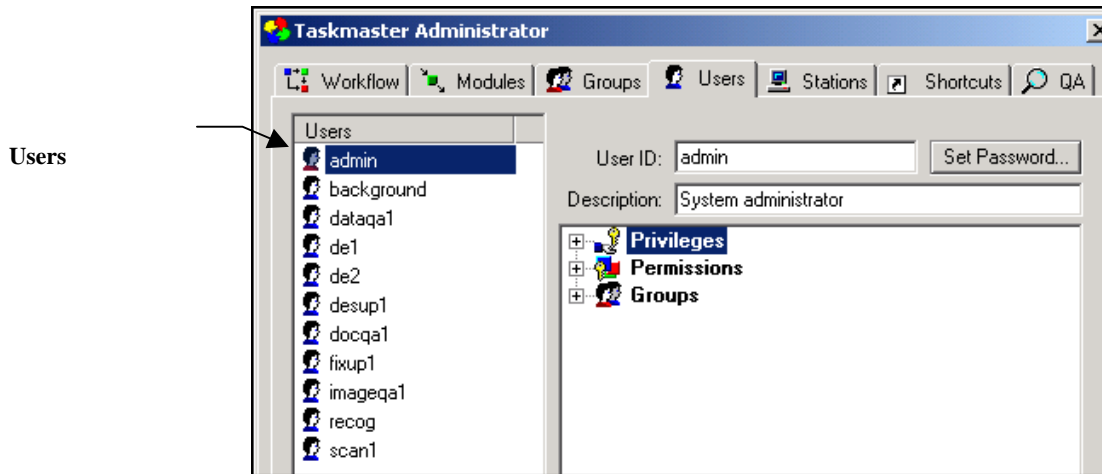 Taskmaster Administrator
Workflow Modules Groups Users Stations Shortcuts QA
Users
Users
admin
background
dataqa1
de1
de2
desup1
docqa1
fixup1
imageqa1
recog
scan1
User ID: admin Set Password...
Description: System administrator
Privileges
Permissions
Groups